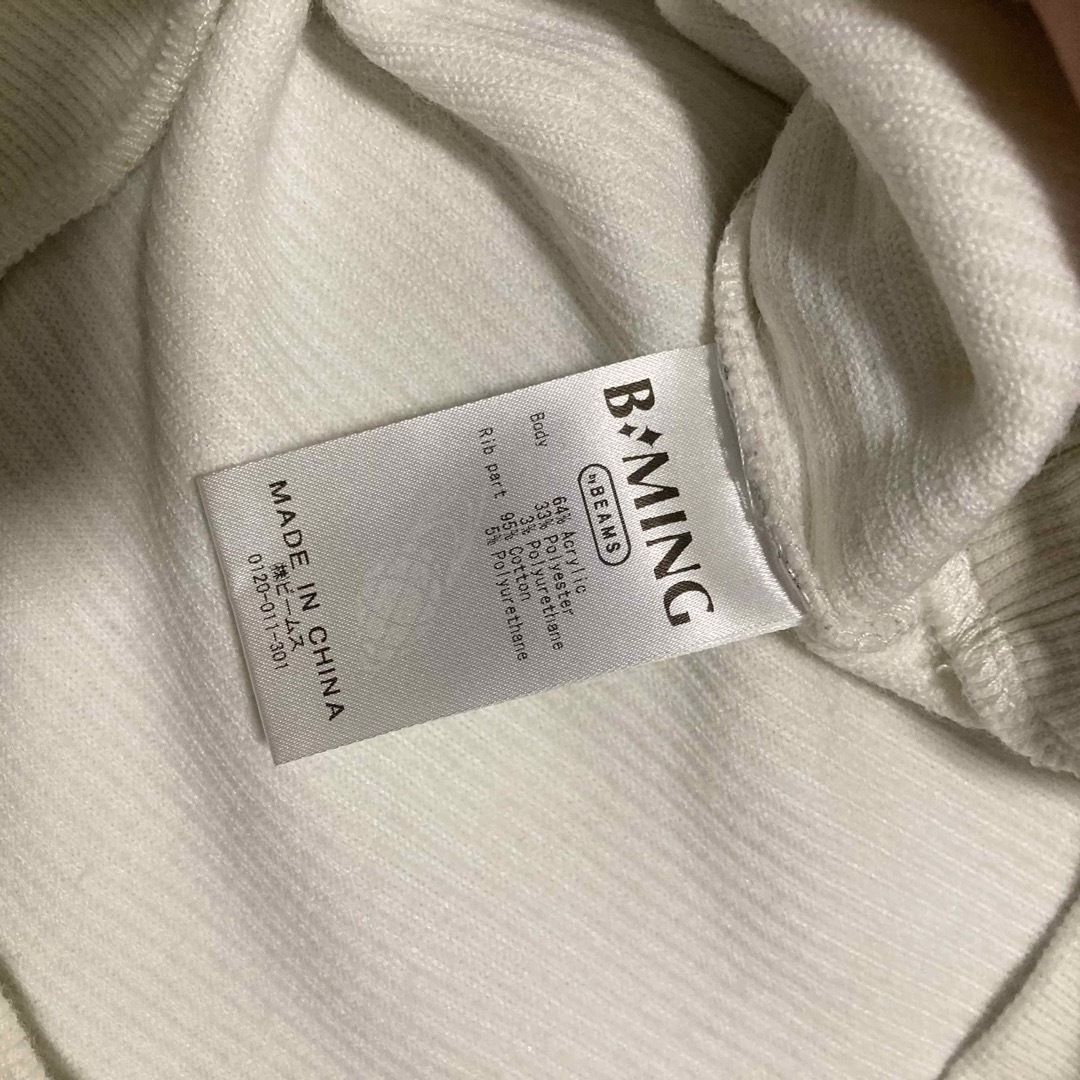 B✦MING
by BEAMS
Body 64% Acrylic
33% Polyester
3% Polyurethane
Rib part 95% Cotton
5% Polyurethane
MADE IN CHINA
㈱ビームス
0120-011-301